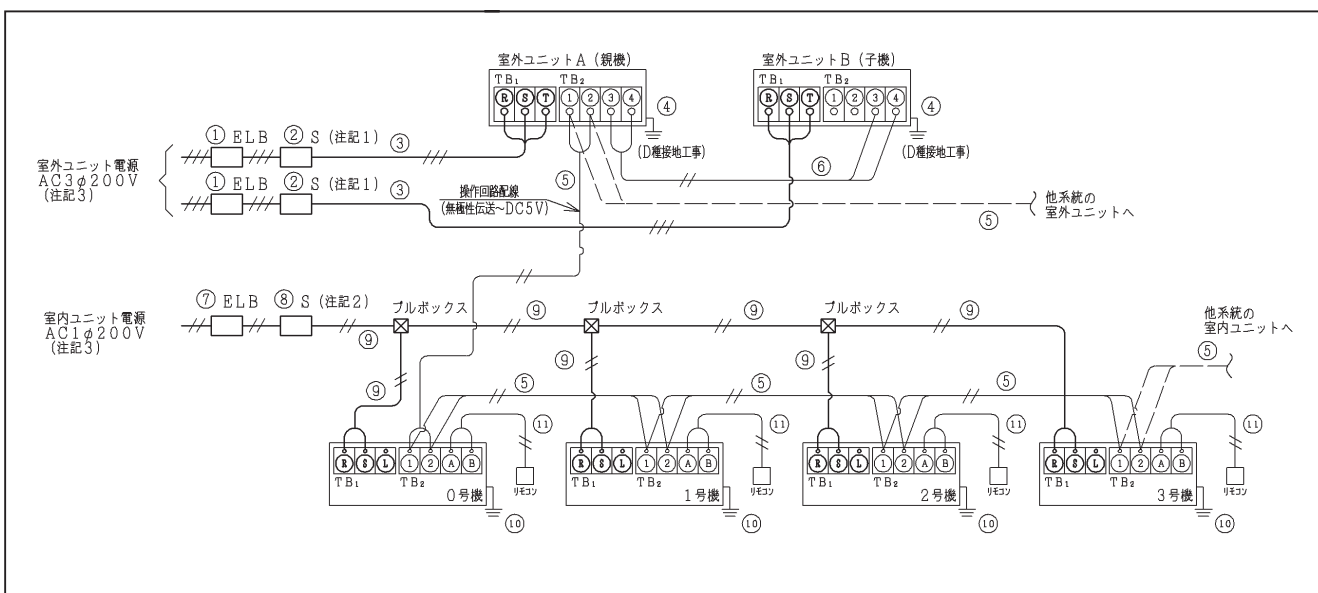 室外ユニットA (親機)
TB₁ TB₂
R S T 1 2 3 4
④
(D種接地工事)
室外ユニットB (子機)
TB₁ TB₂
R S T 1 2 3 4
④
(D種接地工事)
① ELB ② S (注記1) ③
室外ユニット電源
AC3φ200V
(注記3)
① ELB ② S (注記1) ③
⑤
操作回路配線
(無極性伝送~DC5V)
⑥
⑤
他系統の
室外ユニットへ
⑦ ELB ⑧ S (注記2)
室内ユニット電源
AC1φ200V
(注記3)
⑨
プルボックス ⑨ プルボックス ⑨ プルボックス ⑨
他系統の
室内ユニットへ
⑤
⑨ ⑨ ⑨
⑤ ⑤ ⑤
⑪ ⑪ ⑪ ⑪
R S L 1 2 A B
TB₁ TB₂
0号機
リモコン
⑩
R S L 1 2 A B
TB₁ TB₂
1号機
リモコン
⑩
R S L 1 2 A B
TB₁ TB₂
2号機
リモコン
⑩
R S L 1 2 A B
TB₁ TB₂
3号機
リモコン
⑩